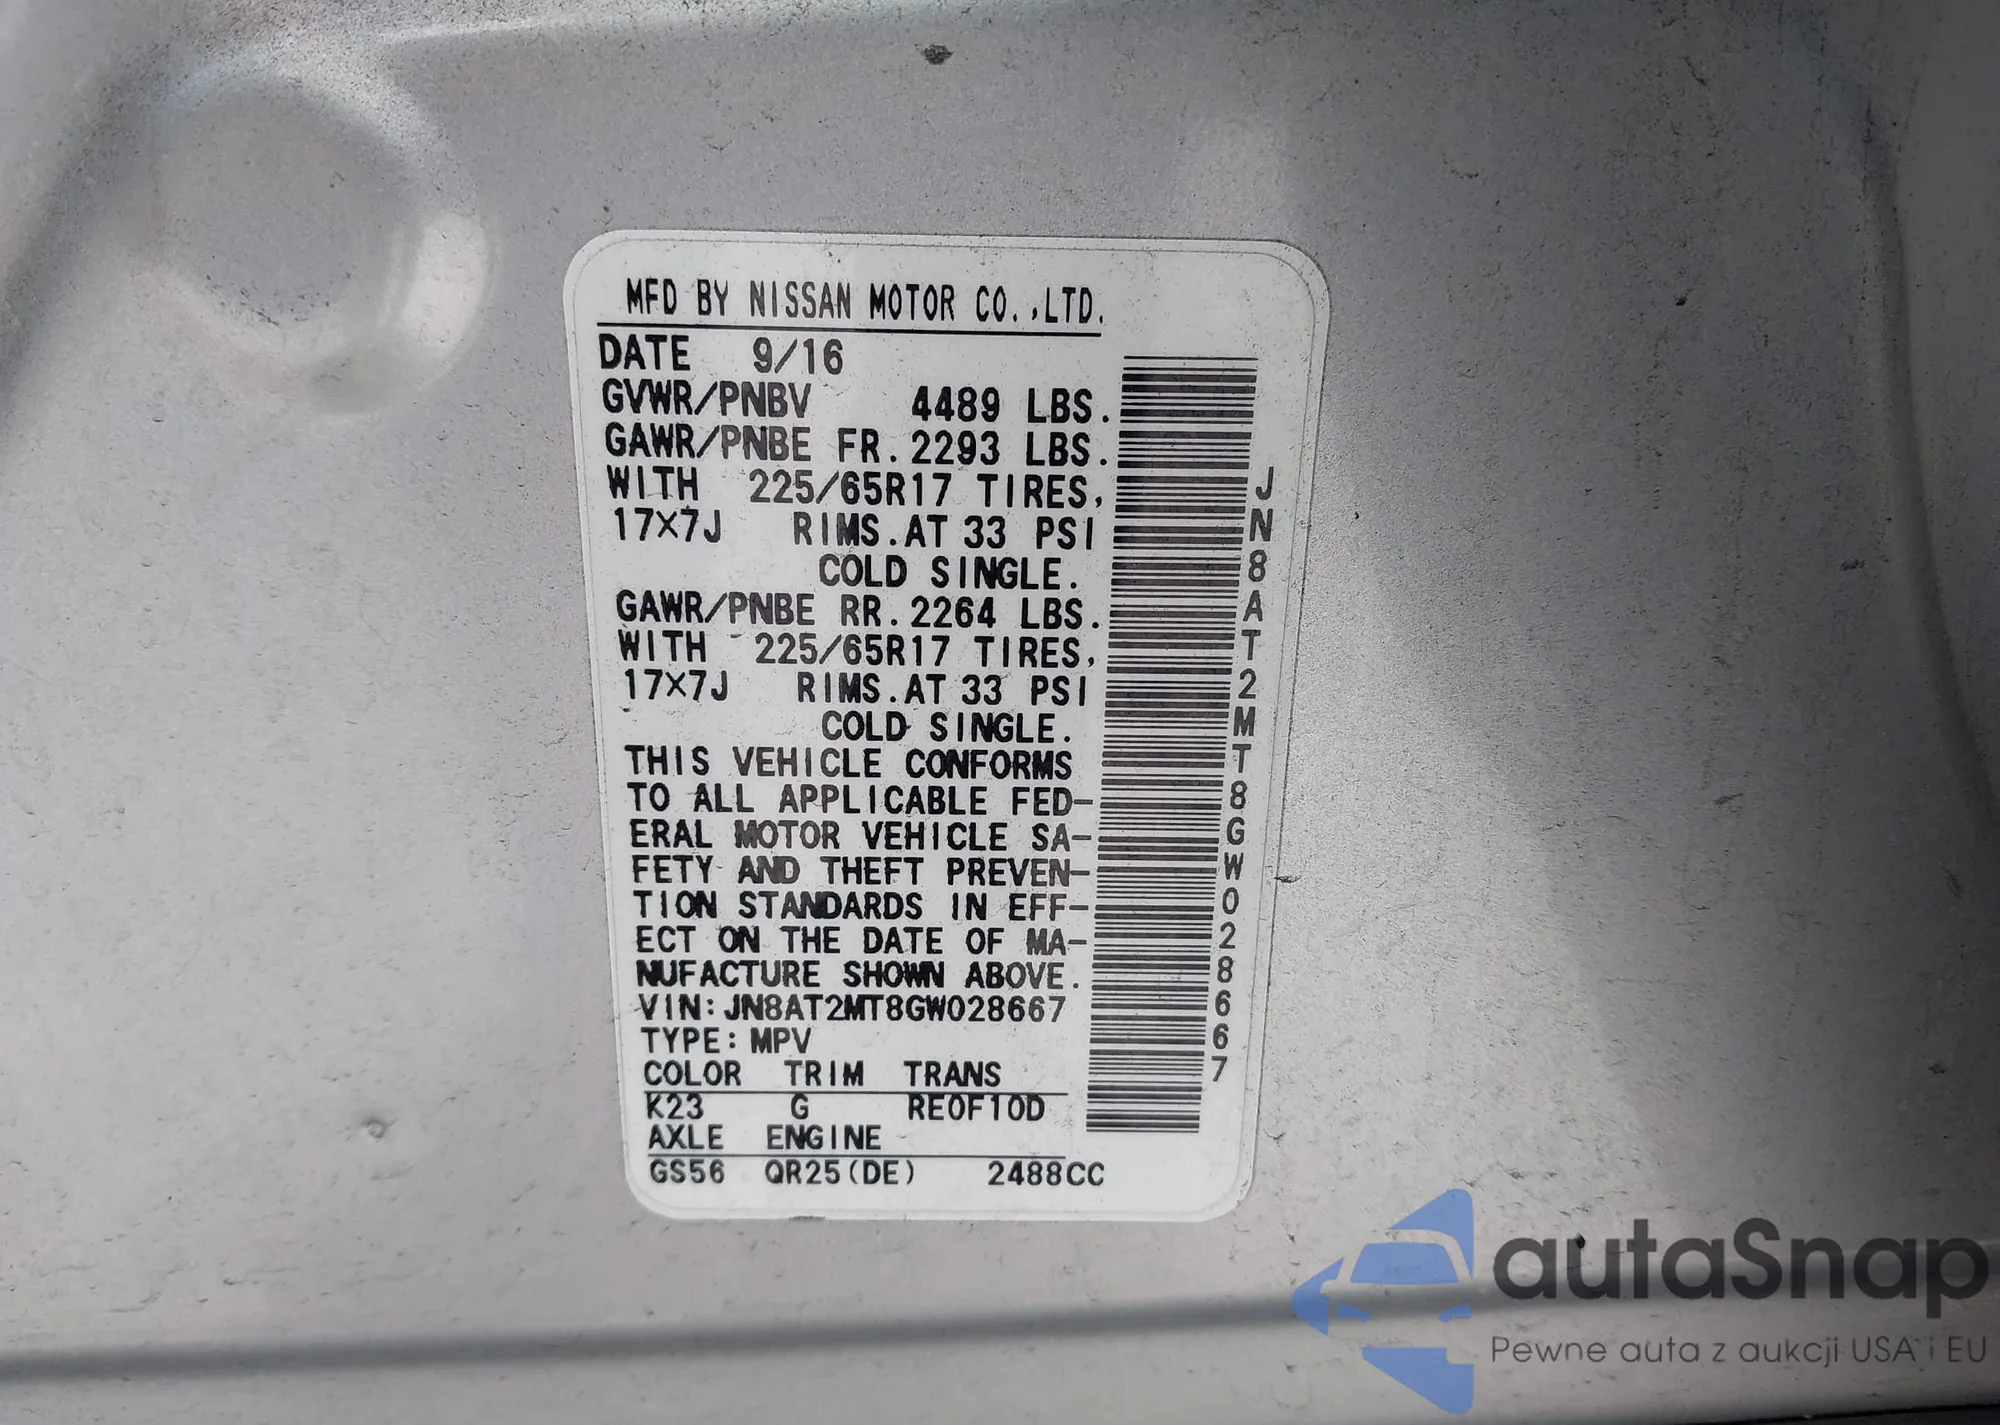 MFD BY NISSAN MOTOR CO.,LTD.
DATE 9/16
GVWR/PNBV 4489 LBS.
GAWR/PNBE FR. 2293 LBS.
WITH 225/65R17 TIRES,
17X7J RIMS.AT 33 PSI
COLD SINGLE.
GAWR/PNBE RR. 2264 LBS.
WITH 225/65R17 TIRES,
17X7J RIMS.AT 33 PSI
COLD SINGLE.
THIS VEHICLE CONFORMS
TO ALL APPLICABLE FED-
ERAL MOTOR VEHICLE SA-
FETY AND THEFT PREVEN-
TION STANDARDS IN EFF-
ECT ON THE DATE OF MA-
NUFACTURE SHOWN ABOVE.
VIN:JN8AT2MT8GW028667
TYPE:MPV
COLOR TRIM TRANS
K23 G RE0F10D
AXLE ENGINE
GS56 QR25(DE) 2488CC
JN8AT2MT8GW028667
autaSnap
Pewne auta z aukcji USA i EU